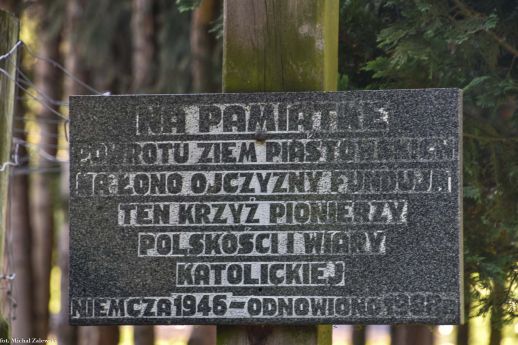 NA PAMIĄTKĘ
POWROTU ZIEM PIASTOWSKICH
NA ŁONO OJCZYZNY FUNDUJĄ
TEN KRZYŻ PIONIERZY
POLSKOŚCI I WIARY
KATOLICKIEJ
NIEMCZA 1946 – ODNOWIONO
fot. Michał Zalewski